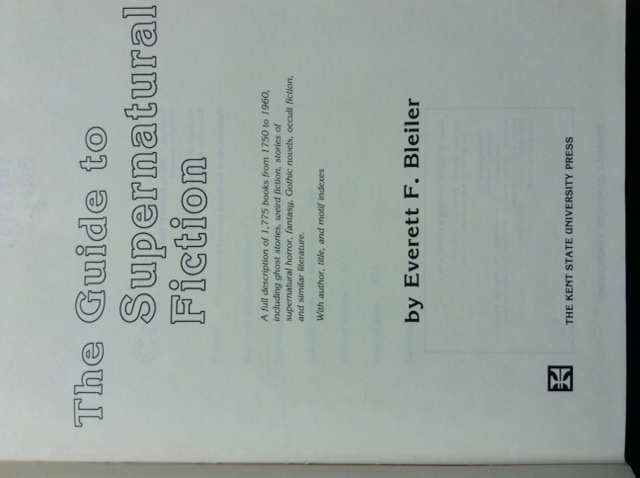 The Guide to
Supernatural
Fiction
A full description of 1,775 books from 1750 to 1960,
including ghost stories, weird fiction, stories of
supernatural horror, fantasy, Gothic novels, occult fiction,
and similar literature.
With author, title, and motif indexes
by Everett F. Bleiler
THE KENT STATE UNIVERSITY PRESS